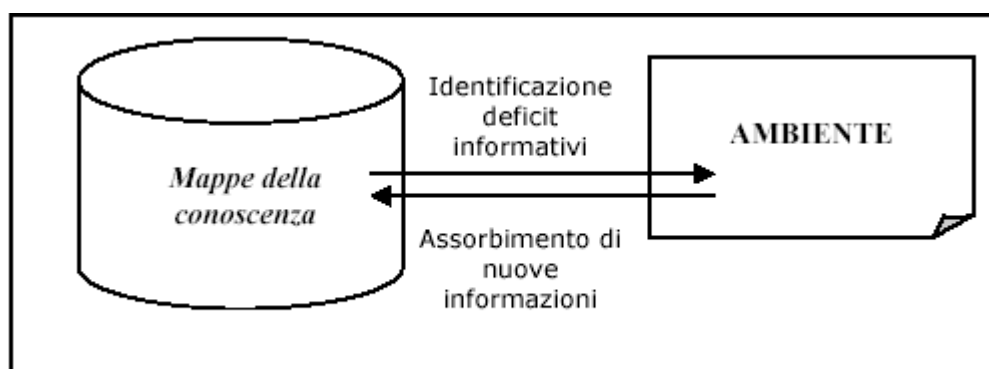 Mappe della
conoscenza
Identificazione
deficit
informativi
Assorbimento di
nuove
informazioni
AMBIENTE